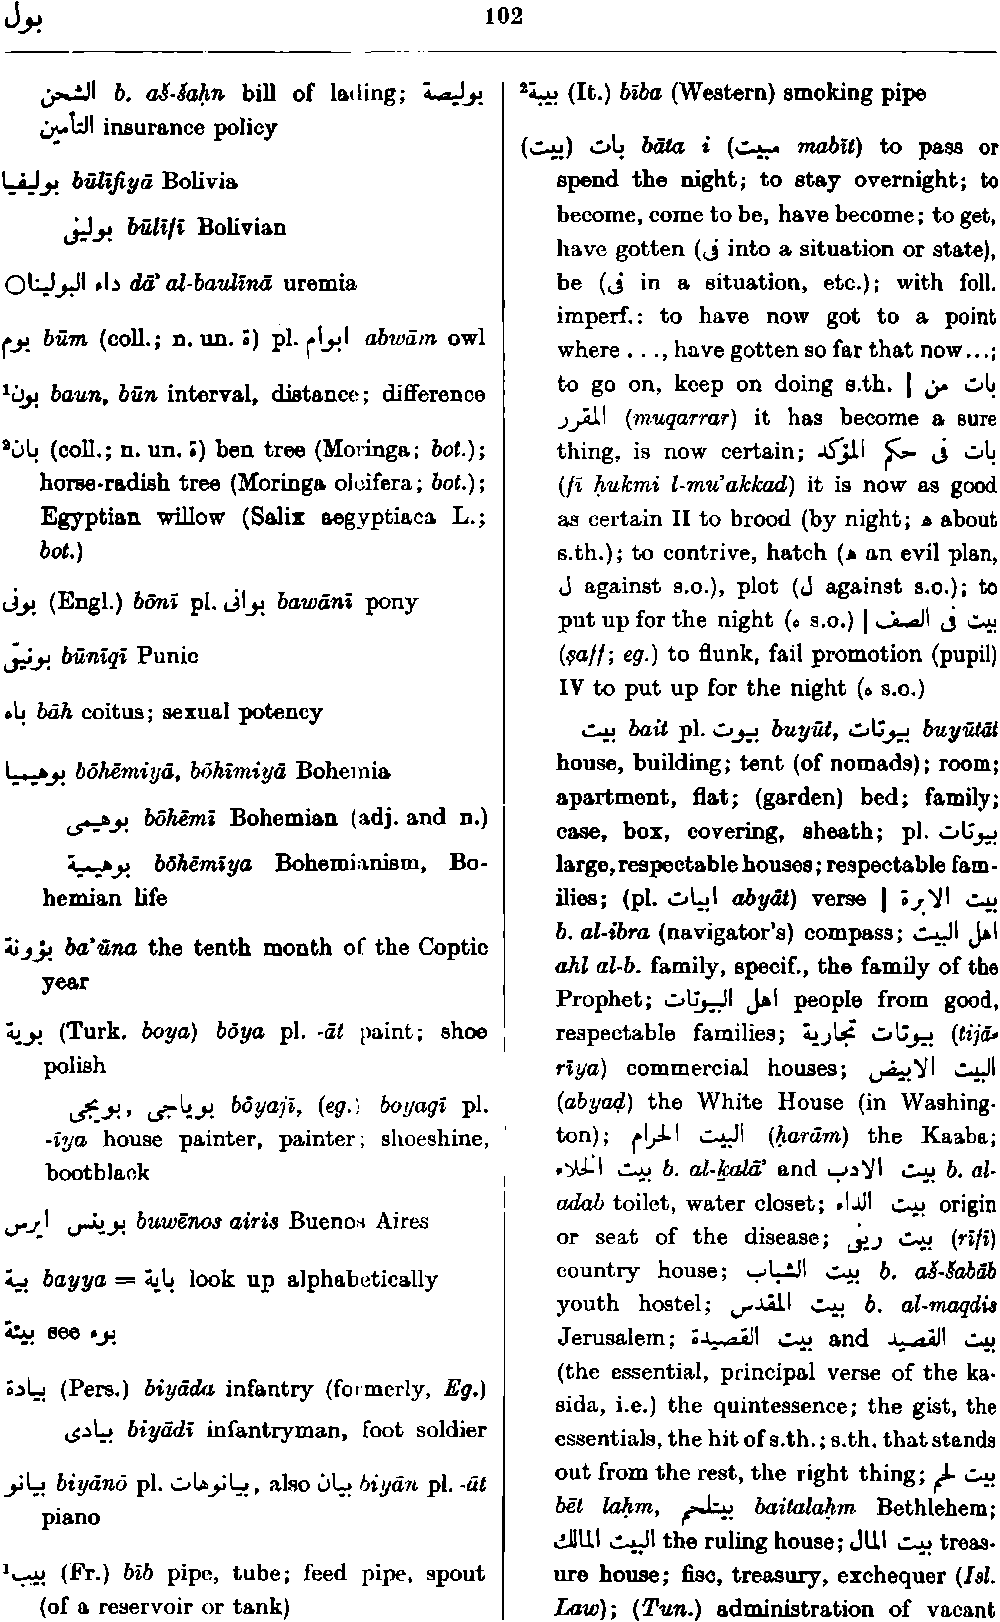 بول
102
الشحن b. aš-šaḥn bill of lading; بوليصة
التأمين insurance policy
بوليفيا būlīfiyā Bolivia
بوليفى būlīfī Bolivian
داء البولينا dā' al-baulīnā uremia
بوم būm (coll.; n. un. ة) pl. ابوام abwām owl
¹بون baun, būn interval, distance; difference
²بان (coll.; n. un. ة) ben tree (Moringa; bot.);
horse-radish tree (Moringa oleifera; bot.);
Egyptian willow (Salix aegyptiaca L.;
bot.)
بونى (Engl.) bōnī pl. بوانى bawānī pony
بونيقى būnīqī Punic
باه bāh coitus; sexual potency
بوهيميا bōhēmiyā, bōhīmiyā Bohemia
بوهيمى bōhēmī Bohemian (adj. and n.)
بوهيمية bōhēmīya Bohemianism, Bo-
hemian life
بؤونة ba'ūna the tenth month of the Coptic
year
بوية (Turk. boya) bōya pl. -āt paint; shoe
polish
بوياجى ,بويجى bōyajī, (eg.) boyagī pl.
-īya house painter, painter; shoeshine,
bootblack
بوينس ايرس buwēnos airis Buenos Aires
بية bayya = باية look up alphabetically
بيئة see بوء
بيادة (Pers.) biyāda infantry (formerly, Eg.)
بيادى biyādī infantryman, foot soldier
بيانو biyānō pl. بيانوهات, also بيان biyān pl. -āt
piano
¹بيب (Fr.) bīb pipe, tube; feed pipe, spout
(of a reservoir or tank)
²بيبة (It.) bība (Western) smoking pipe
(بيت) بات bāta i (مبيت mabīt) to pass or
spend the night; to stay overnight; to
become, come to be, have become; to get,
have gotten (فى into a situation or state),
be (فى in a situation, etc.); with foll.
imperf.: to have now got to a point
where . . ., have gotten so far that now...;
to go on, keep on doing s.th. | بات من
المقرر (muqarrar) it has become a sure
thing, is now certain; بات فى حكم المؤكد
(fī ḥukmi l-mu'akkad) it is now as good
as certain II to brood (by night; ه about
s.th.); to contrive, hatch (ه an evil plan,
ل against s.o.), plot (ل against s.o.); to
put up for the night (ه s.o.) | بيت فى الصف
(ṣaff; eg.) to flunk, fail promotion (pupil)
IV to put up for the night (ه s.o.)
بيت bait pl. بيوت buyūt, بيوتات buyūtāt
house, building; tent (of nomads); room;
apartment, flat; (garden) bed; family;
case, box, covering, sheath; pl. بيوتات
large, respectable houses; respectable fam-
ilies; (pl. ابيات abyāt) verse | بيت الابرة
b. al-ibra (navigator's) compass; اهل البيت
ahl al-b. family, specif., the family of the
Prophet; اهل البيوتات people from good,
respectable families; بيوتات تجارية (tijā-
rīya) commercial houses; البيت الابيض
(abyaḍ) the White House (in Washing-
ton); البيت الحرام (ḥarām) the Kaaba;
بيت الخلاء b. al-ḵalā' and بيت الادب b. al-
adab toilet, water closet; بيت الداء origin
or seat of the disease; بيت ريفى (rīfī)
country house; بيت الشباب b. aš-šabāb
youth hostel; بيت المقدس b. al-maqdis
Jerusalem; بيت القصيد and بيت القصيدة
(the essential, principal verse of the ka-
sida, i.e.) the quintessence; the gist, the
essentials, the hit of s.th.; s.th. that stands
out from the rest, the right thing; بيت لحم
bēt laḥm, بيتلحم baitalaḥm Bethlehem;
البيت المالك the ruling house; بيت المال treas-
ure house; fisc, treasury, exchequer (Isl.
Law); (Tun.) administration of vacant